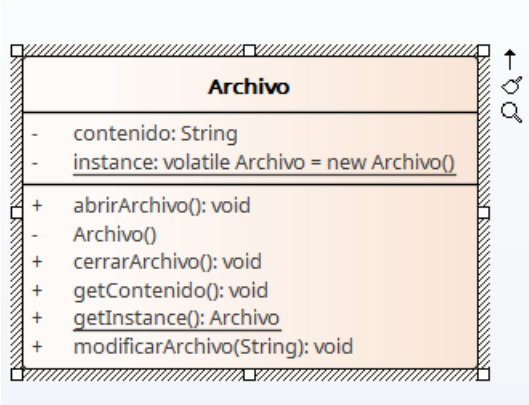 Archivo
- contenido: String
- instance: volatile Archivo = new Archivo()
+ abrirArchivo(): void
- Archivo()
+ cerrarArchivo(): void
+ getContenido(): void
+ getInstance(): Archivo
+ modificarArchivo(String): void